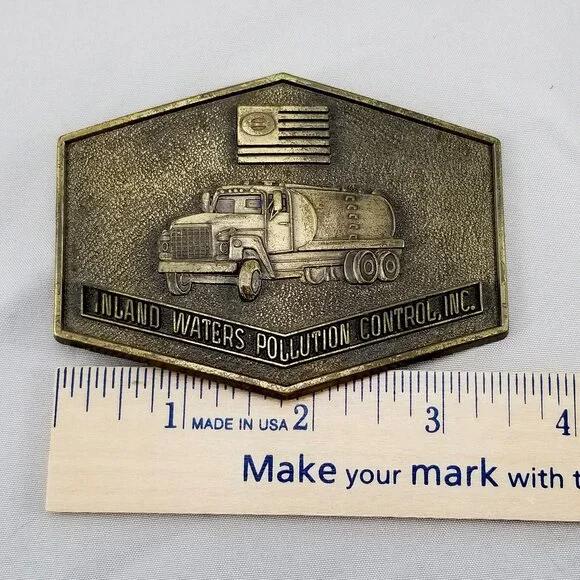 INLAND WATERS POLLUTION CONTROL, INC.
1 MADE IN USA 2 3 4
Make your mark with